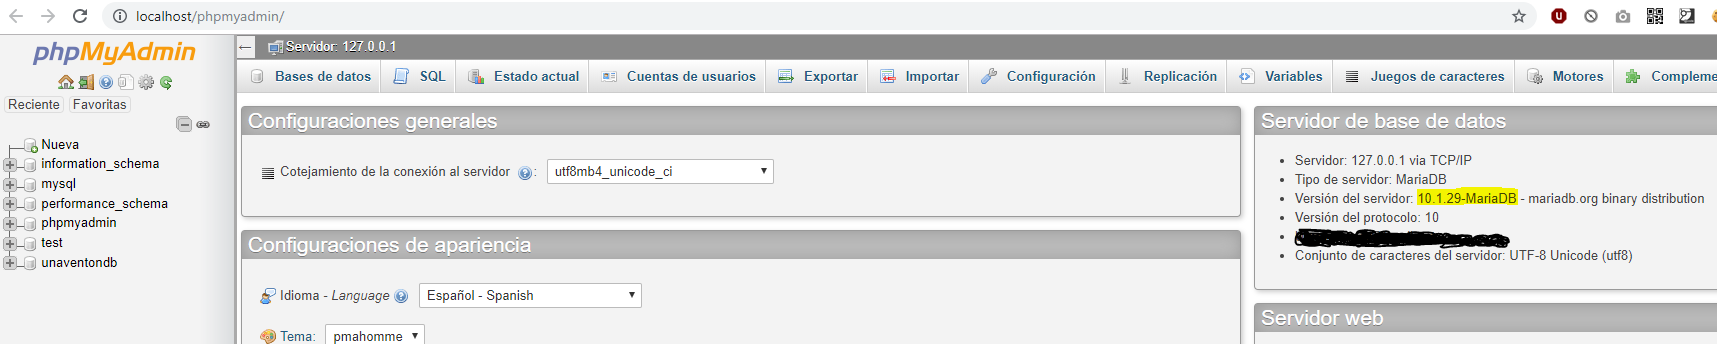 localhost/phpmyadmin/
phpMyAdmin
Reciente Favoritas
Nueva
information_schema
mysql
performance_schema
phpmyadmin
test
unaventondb
Servidor: 127.0.0.1
Bases de datos SQL Estado actual Cuentas de usuarios Exportar Importar Configuración Replicación Variables Juegos de caracteres Motores Compleme
Configuraciones generales
Cotejamiento de la conexión al servidor : utf8mb4_unicode_ci
Configuraciones de apariencia
Idioma - Language Español - Spanish
Tema: pmahomme
Servidor de base de datos
Servidor: 127.0.0.1 via TCP/IP
Tipo de servidor: MariaDB
Versión del servidor: 10.1.29-MariaDB - mariadb.org binary distribution
Versión del protocolo: 10
Conjunto de caracteres del servidor: UTF-8 Unicode (utf8)
Servidor web